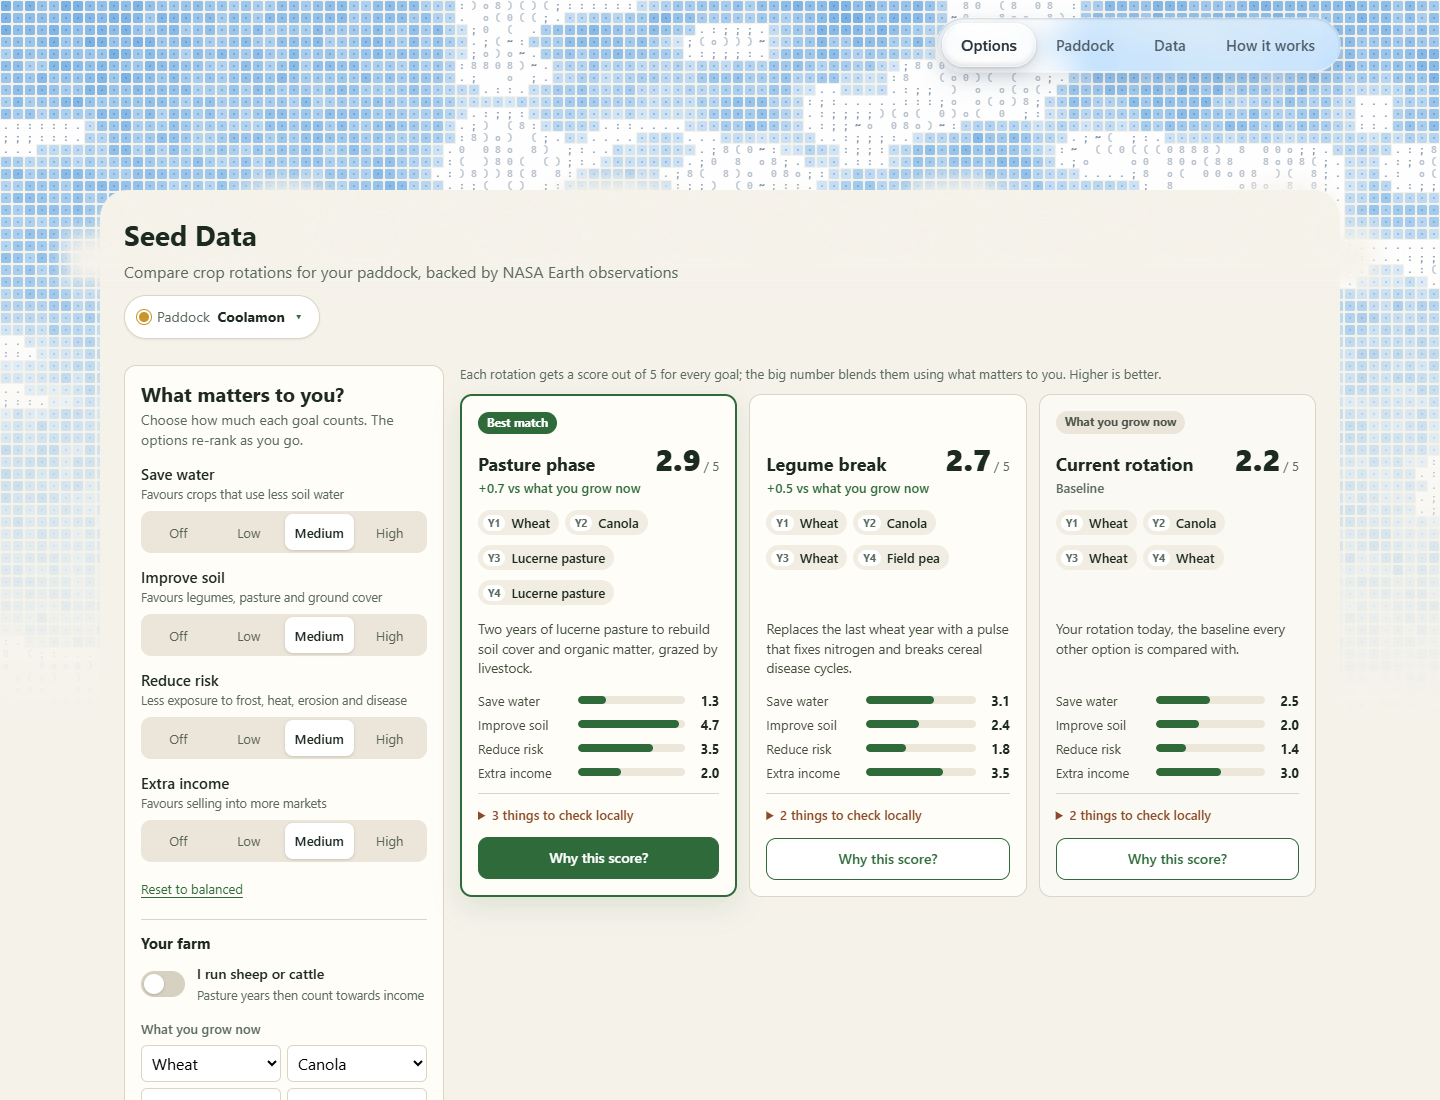 Options
Paddock
Data
How it works
Seed Data
Compare crop rotations for your paddock, backed by NASA Earth observations
Paddock Coolamon
What matters to you?
Choose how much each goal counts. The
options re-rank as you go.
Save water
Favours crops that use less soil water
Off Low Medium High
Improve soil
Favours legumes, pasture and ground cover
Off Low Medium High
Reduce risk
Less exposure to frost, heat, erosion and disease
Off Low Medium High
Extra income
Favours selling into more markets
Off Low Medium High
Reset to balanced
Your farm
I run sheep or cattle
Pasture years then count towards income
What you grow now
Wheat
Canola
Each rotation gets a score out of 5 for every goal; the big number blends them using what matters to you. Higher is better.
Best match
Pasture phase 2.9 / 5
+0.7 vs what you grow now
Y1 Wheat Y2 Canola
Y3 Lucerne pasture
Y4 Lucerne pasture
Two years of lucerne pasture to rebuild
soil cover and organic matter, grazed by
livestock.
Save water 1.3
Improve soil 4.7
Reduce risk 3.5
Extra income 2.0
3 things to check locally
Why this score?
Legume break 2.7 / 5
+0.5 vs what you grow now
Y1 Wheat Y2 Canola
Y3 Wheat Y4 Field pea
Replaces the last wheat year with a pulse
that fixes nitrogen and breaks cereal
disease cycles.
Save water 3.1
Improve soil 2.4
Reduce risk 1.8
Extra income 3.5
2 things to check locally
Why this score?
What you grow now
Current rotation 2.2 / 5
Baseline
Y1 Wheat Y2 Canola
Y3 Wheat Y4 Wheat
Your rotation today, the baseline every
other option is compared with.
Save water 2.5
Improve soil 2.0
Reduce risk 1.4
Extra income 3.0
2 things to check locally
Why this score?